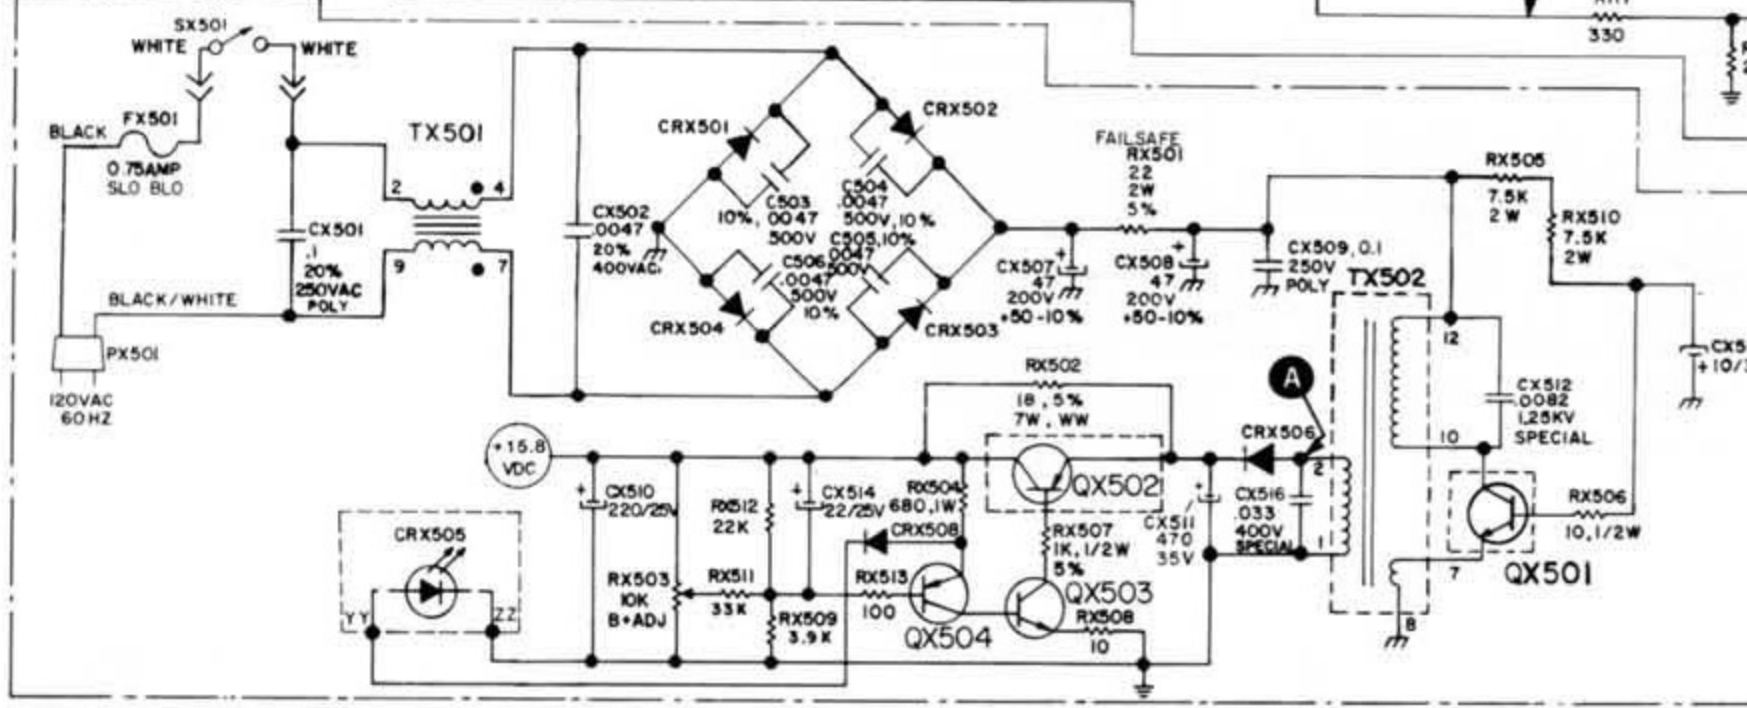 SX501
WHITE
WHITE
FX501
BLACK
0.75AMP
SLO BLO
TX501
2
4
9
7
CX501
.1
20%
250VAC
POLY
BLACK/WHITE
PX501
120VAC
60HZ
CX502
.0047
20%
400VAC
CRX501
CRX502
C503
10%, .0047
500V
C504
.0047
500V, 10%
C505, 10%
.0047
500V
C506
.0047
500V
10%
CRX504
CRX503
FAILSAFE
RX501
22
2W
5%
+
CX507
47
200V
+50-10%
+
CX508
47
200V
+50-10%
CX509, 0.1
250V
POLY
330
RX505
7.5K
2W
RX510
7.5K
2W
TX502
12
10
CX512
.0082
1.25KV
SPECIAL
+10/
RX506
10, 1/2W
QX501
7
8
A
RX502
18, 5%
7W, WW
CRX506
2
1
+15.8
VDC
+
CX510
220/25V
RX512
22K
+
CX514
22/25V
RX504
680, 1W
CRX508
QX502
RX507
1K, 1/2W
5%
+
CX511
470
35V
CX516
.033
400V
SPECIAL
CRX505
YY
ZZ
RX503
10K
B+ADJ
RX511
33K
RX509
3.9K
RX513
100
QX504
QX503
RX508
10